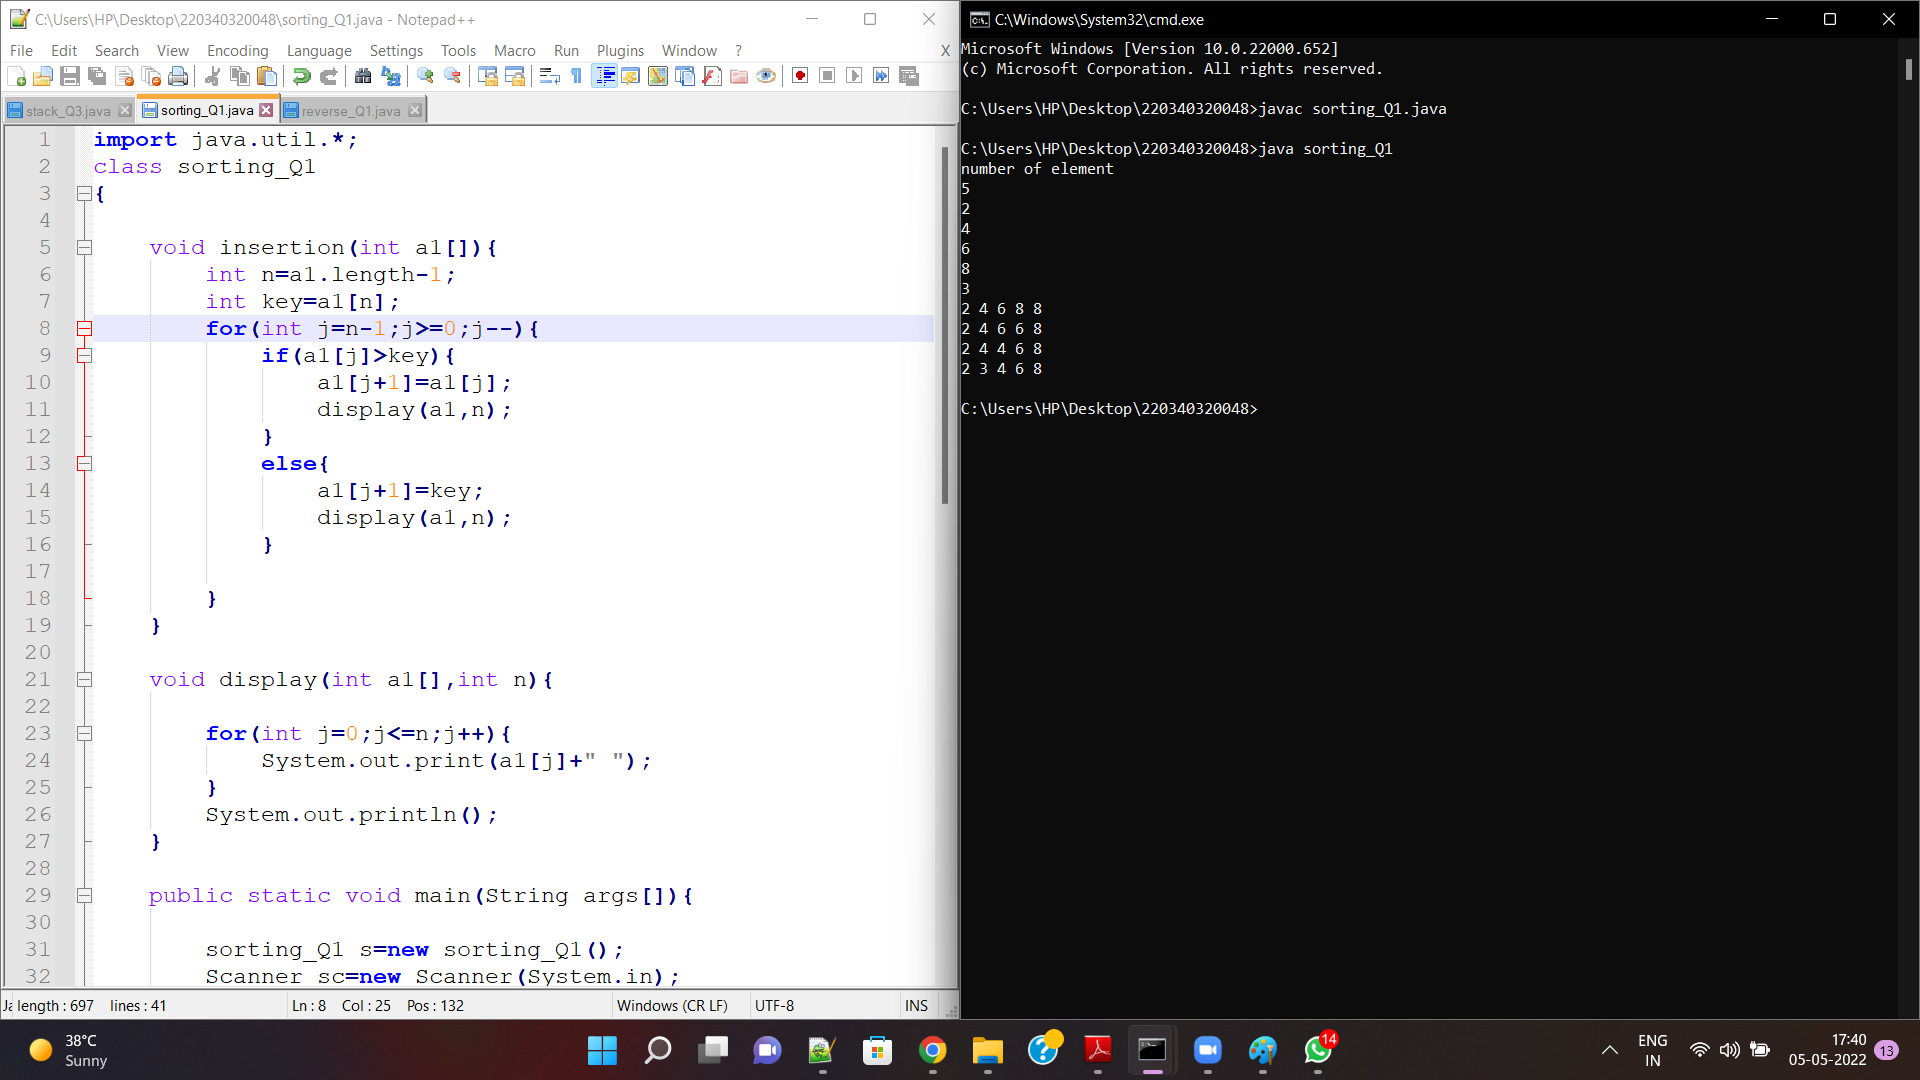 C:\Users\HP\Desktop\220340320048\sorting_Q1.java - Notepad++
File Edit Search View Encoding Language Settings Tools Macro Run Plugins Window ? X
stack_Q3.java sorting_Q1.java reverse_Q1.java
1 import java.util.*;
2 class sorting_Q1
3 {
4
5 void insertion(int a1[]){
6 int n=a1.length-1;
7 int key=a1[n];
8 for(int j=n-1;j>=0;j--){
9 if(a1[j]>key){
10 a1[j+1]=a1[j];
11 display(a1,n);
12 }
13 else{
14 a1[j+1]=key;
15 display(a1,n);
16 }
17
18 }
19 }
20
21 void display(int a1[],int n){
22
23 for(int j=0;j<=n;j++){
24 System.out.print(a1[j]+" ");
25 }
26 System.out.println();
27 }
28
29 public static void main(String args[]){
30
31 sorting_Q1 s=new sorting_Q1();
32 Scanner sc=new Scanner(System.in);
length : 697 lines : 41 Ln : 8 Col : 25 Pos : 132 Windows (CR LF) UTF-8 INS
C:\Windows\System32\cmd.exe
Microsoft Windows [Version 10.0.22000.652]
(c) Microsoft Corporation. All rights reserved.
C:\Users\HP\Desktop\220340320048>javac sorting_Q1.java
C:\Users\HP\Desktop\220340320048>java sorting_Q1
number of element
5
2
4
6
8
3
2 4 6 8 8
2 4 6 6 8
2 4 4 6 8
2 3 4 6 8
C:\Users\HP\Desktop\220340320048>
38°C
Sunny
14
ENG
IN
17:40
05-05-2022
13